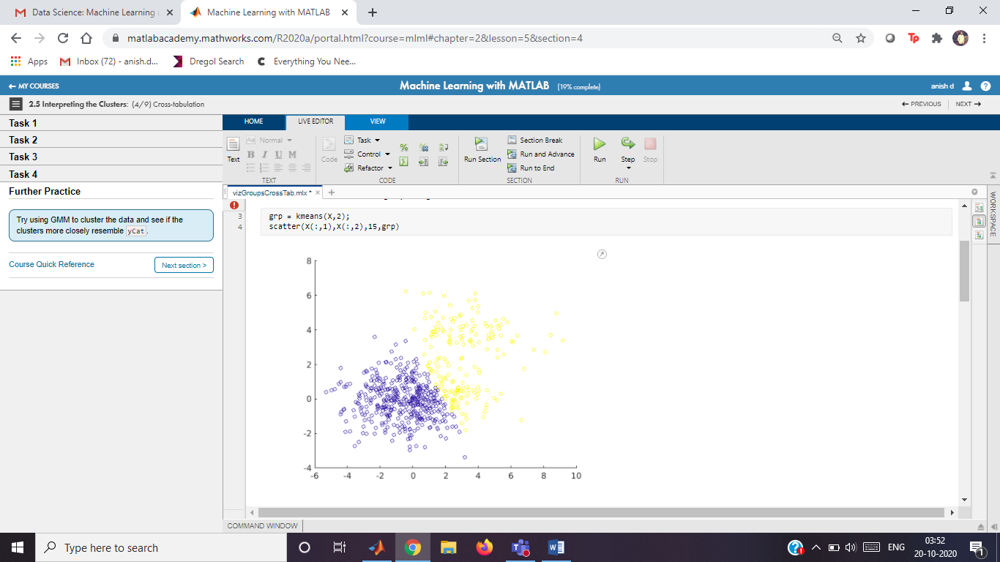 Data Science: Machine Learning
Machine Learning with MATLAB
matlabacademy.mathworks.com/R2020a/portal.html?course=mlml#chapter=2&lesson=5&section=4
Apps
Inbox (72) - anish.d...
Dregol Search
Everything You Nee...
← MY COURSES
Machine Learning with MATLAB (19% complete)
anish d
2.5 Interpreting the Clusters: (4/9) Cross-tabulation
← PREVIOUS
NEXT →
Task 1
Task 2
Task 3
Task 4
Further Practice
Try using GMM to cluster the data and see if the
clusters more closely resemble yCat.
Course Quick Reference
Next section >
HOME
LIVE EDITOR
VIEW
Text
Aa Normal
B I U M
TEXT
Code
Task
Control
Refactor
CODE
Run Section
Section Break
Run and Advance
Run to End
SECTION
Run
Step
Stop
RUN
vizGroupsCrossTab.mlx *
WORKSPACE
3 grp = kmeans(X,2);
4 scatter(X(:,1),X(:,2),15,grp)
8
6
4
2
0
-2
-4
-6 -4 -2 0 2 4 6 8 10
COMMAND WINDOW
Type here to search
ENG
03:52
20-10-2020
1